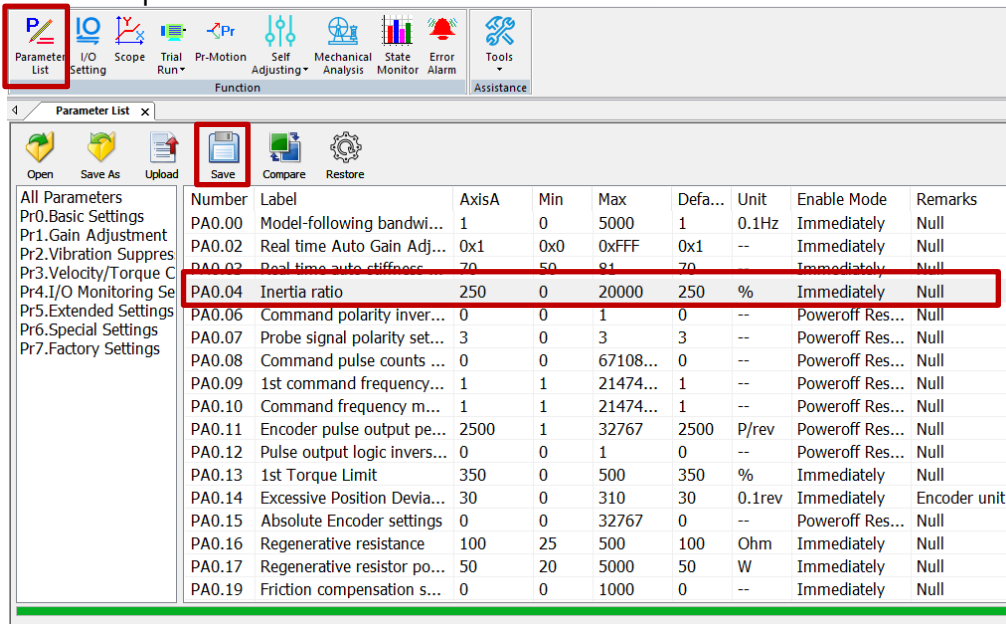 Parameter List
I/O Setting
Scope
Trial Run
Pr-Motion
Self Adjusting
Mechanical Analysis
State Monitor
Error Alarm
Tools
Function
Assistance
Parameter List x
Open Save As Upload Save Compare Restore
All Parameters
Pr0.Basic Settings
Pr1.Gain Adjustment
Pr2.Vibration Suppres
Pr3.Velocity/Torque C
Pr4.I/O Monitoring Se
Pr5.Extended Settings
Pr6.Special Settings
Pr7.Factory Settings
Number Label AxisA Min Max Defa... Unit Enable Mode Remarks
PA0.00 Model-following bandwi... 1 0 5000 1 0.1Hz Immediately Null
PA0.02 Real time Auto Gain Adj... 0x1 0x0 0xFFF 0x1 -- Immediately Null
PA0.03 Real time auto stiffness ... 70 50 81 70 -- Immediately Null
PA0.04 Inertia ratio 250 0 20000 250 % Immediately Null
PA0.06 Command polarity inver... 0 0 1 0 -- Poweroff Res... Null
PA0.07 Probe signal polarity set... 3 0 3 3 -- Poweroff Res... Null
PA0.08 Command pulse counts ... 0 0 67108... 0 -- Poweroff Res... Null
PA0.09 1st command frequency... 1 1 21474... 1 -- Poweroff Res... Null
PA0.10 Command frequency m... 1 1 21474... 1 -- Poweroff Res... Null
PA0.11 Encoder pulse output pe... 2500 1 32767 2500 P/rev Poweroff Res... Null
PA0.12 Pulse output logic invers... 0 0 1 0 -- Poweroff Res... Null
PA0.13 1st Torque Limit 350 0 500 350 % Immediately Null
PA0.14 Excessive Position Devia... 30 0 310 30 0.1rev Immediately Encoder unit
PA0.15 Absolute Encoder settings 0 0 32767 0 -- Poweroff Res... Null
PA0.16 Regenerative resistance 100 25 500 100 Ohm Immediately Null
PA0.17 Regenerative resistor po... 50 20 5000 50 W Immediately Null
PA0.19 Friction compensation s... 0 0 1000 0 -- Immediately Null